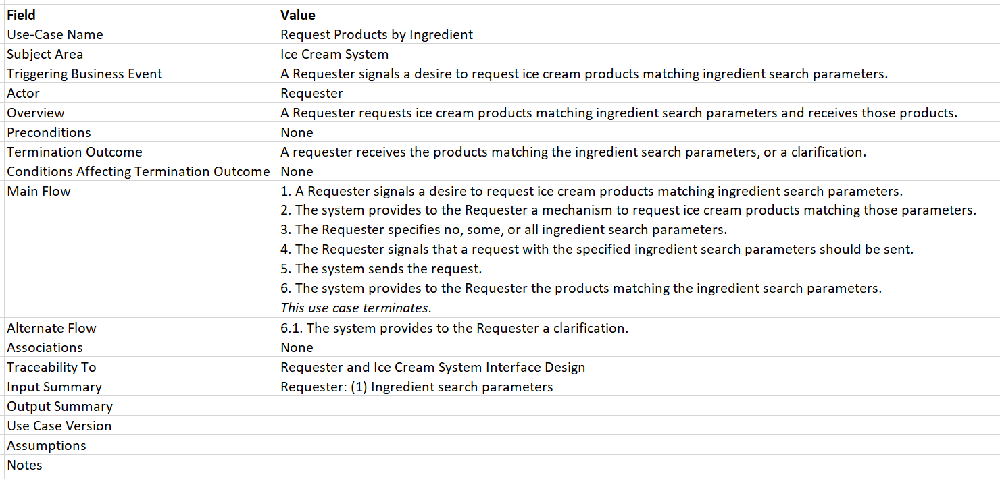 Field Value
Use-Case Name Request Products by Ingredient
Subject Area Ice Cream System
Triggering Business Event A Requester signals a desire to request ice cream products matching ingredient search parameters.
Actor Requester
Overview A Requester requests ice cream products matching ingredient search parameters and receives those products.
Preconditions None
Termination Outcome A requester receives the products matching the ingredient search parameters, or a clarification.
Conditions Affecting Termination Outcome None
Main Flow 1. A Requester signals a desire to request ice cream products matching ingredient search parameters.
2. The system provides to the Requester a mechanism to request ice cream products matching those parameters.
3. The Requester specifies no, some, or all ingredient search parameters.
4. The Requester signals that a request with the specified ingredient search parameters should be sent.
5. The system sends the request.
6. The system provides to the Requester the products matching the ingredient search parameters.
This use case terminates.
Alternate Flow 6.1. The system provides to the Requester a clarification.
Associations None
Traceability To Requester and Ice Cream System Interface Design
Input Summary Requester: (1) Ingredient search parameters
Output Summary
Use Case Version
Assumptions
Notes